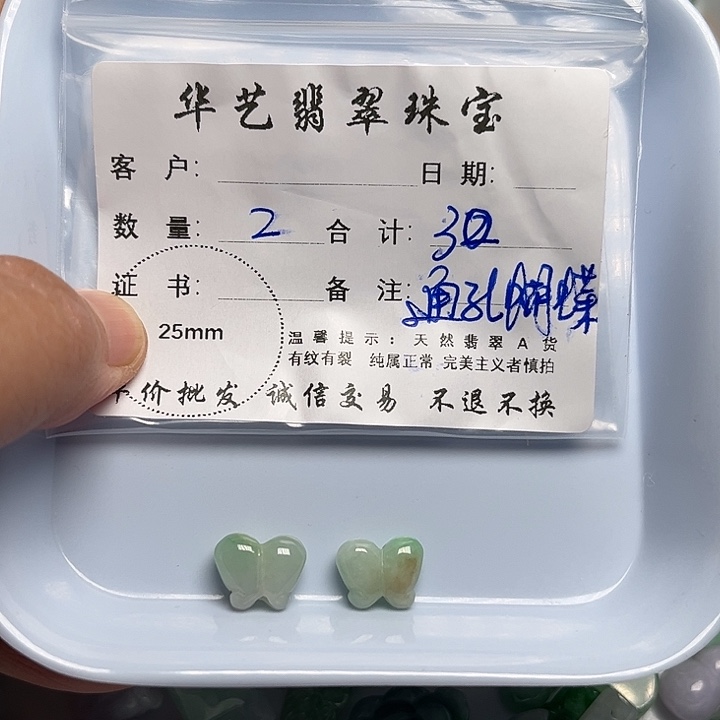 华艺翡翠珠宝
客 户: 日 期:
数 量: 2 合 计: 30
证 书: 备 注: 通孔蝴蝶
25mm
温馨提示: 天然翡翠A货
有纹有裂 纯属正常 完美主义者慎拍
价批发 诚信交易 不退不换